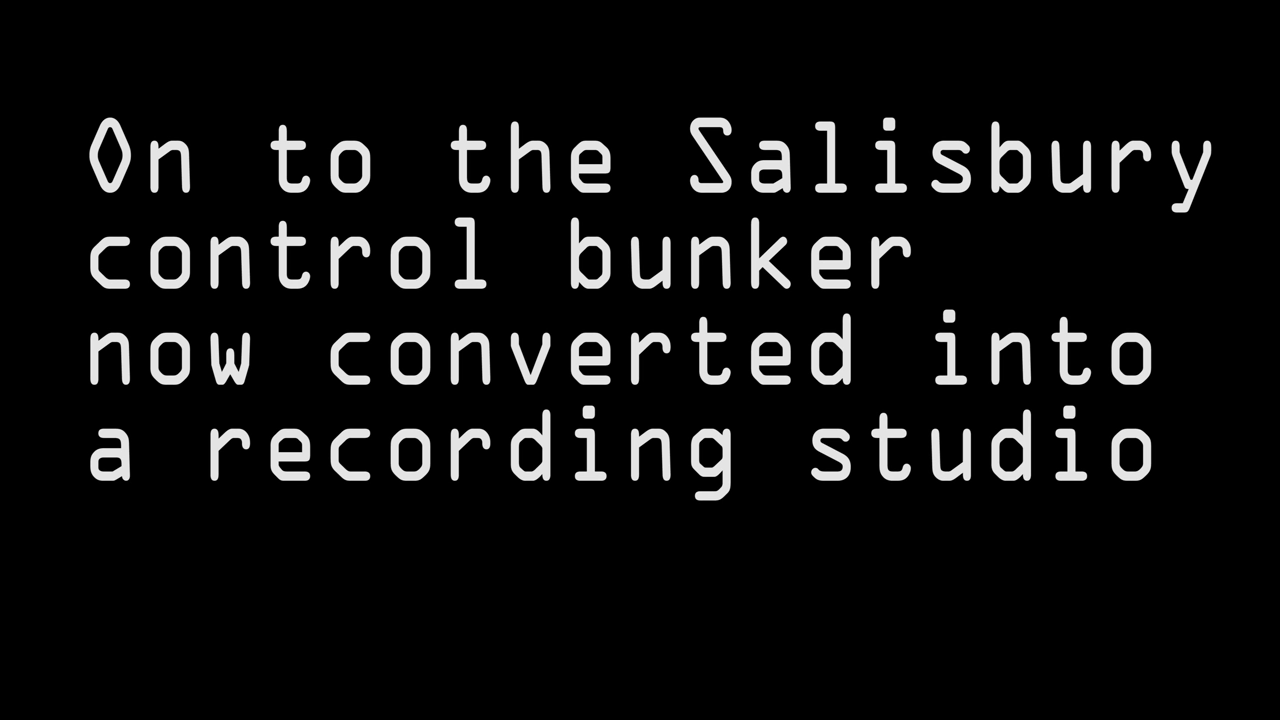 On to the Salisbury
control bunker
now converted into
a recording studio